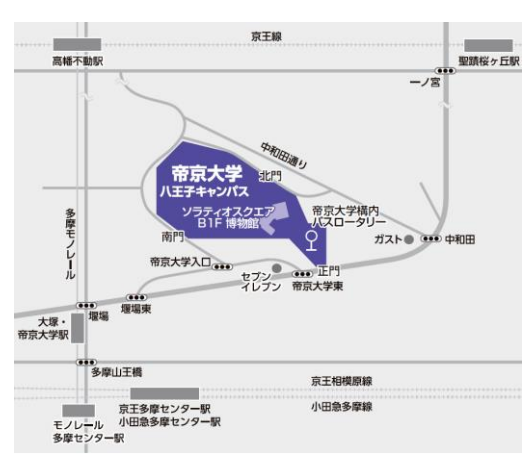 京王線
高幡不動駅
聖蹟桜ヶ丘駅
一ノ宮
中和田通り
帝京大学
八王子キャンパス
北門
ソラティオスクエア
B1F 博物館
帝京大学構内
バスロータリー
多摩モノレール
南門
ガスト
中和田
帝京大学入口
セブン
イレブン
正門
帝京大学東
堰場東
堰場
大塚・
帝京大学駅
多摩山王橋
京王相模原線
京王多摩センター駅
小田急多摩センター駅
小田急多摩線
モノレール
多摩センター駅